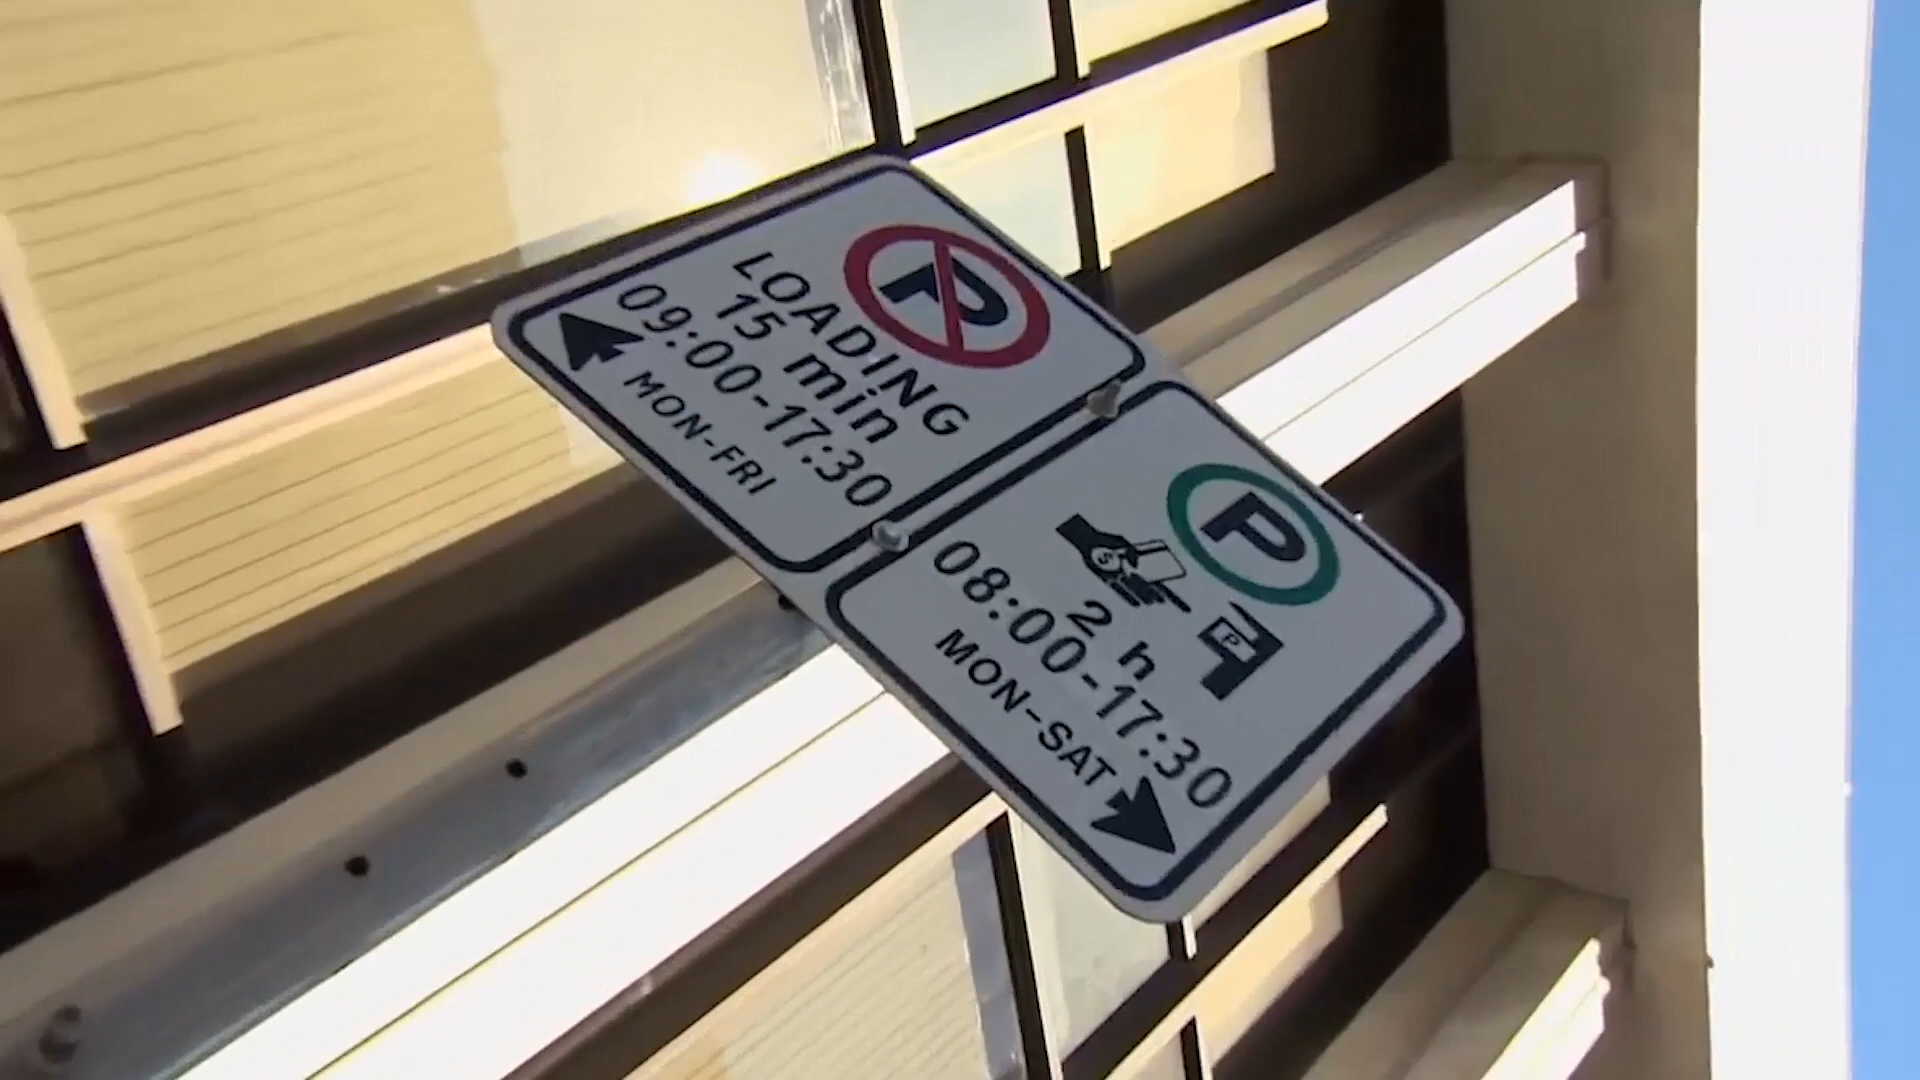 P
LOADING
15 min
09:00-17:30
MON-FRI
P
$
P
2 h
08:00-17:30
MON-SAT